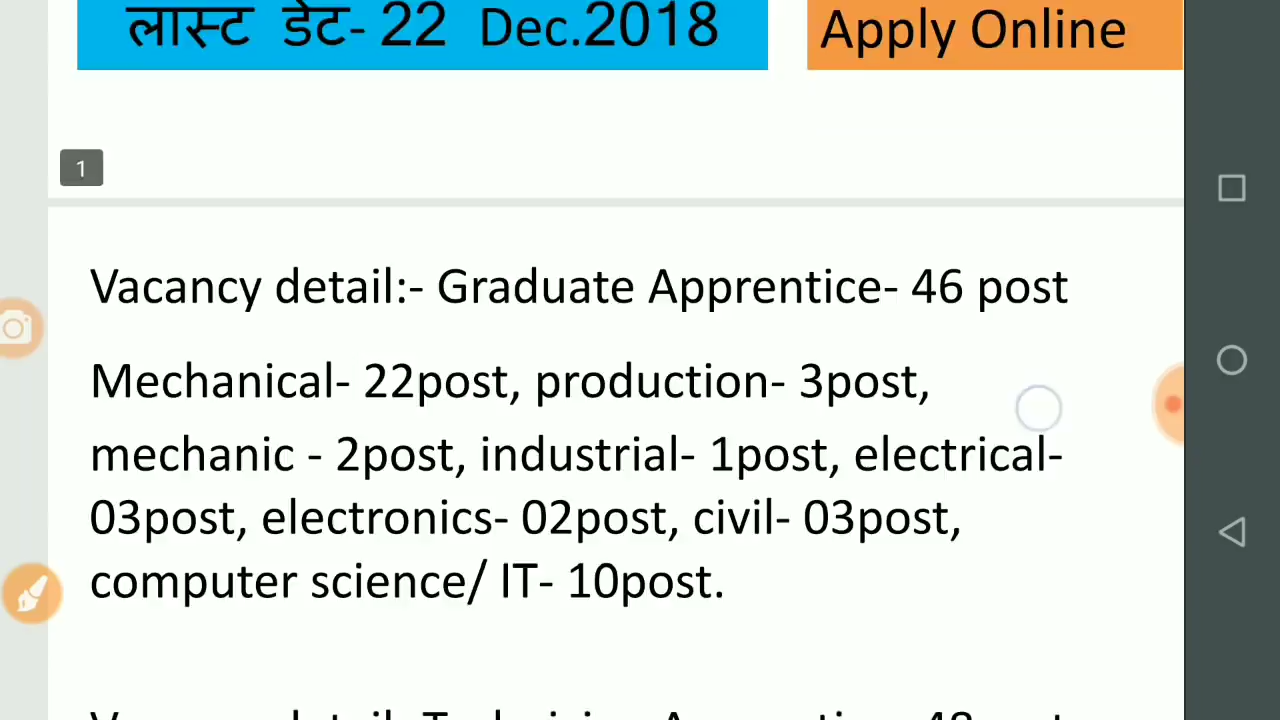 लास्ट डेट- 22 Dec.2018
Apply Online
1
Vacancy detail:- Graduate Apprentice- 46 post
Mechanical- 22post, production- 3post,
mechanic - 2post, industrial- 1post, electrical-
03post, electronics- 02post, civil- 03post,
computer science/ IT- 10post.